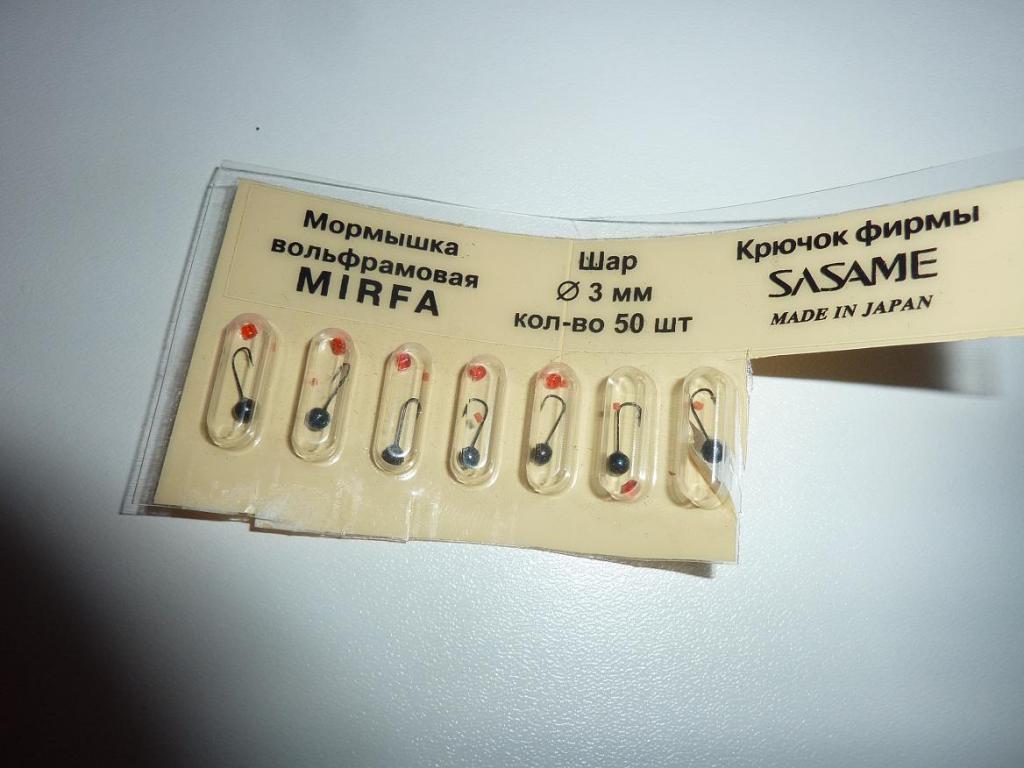 Мормышка
вольфрамовая
MIRFA
Шар
Ø 3 мм
кол-во 50 шт
Крючок фирмы
SASAME
MADE IN JAPAN